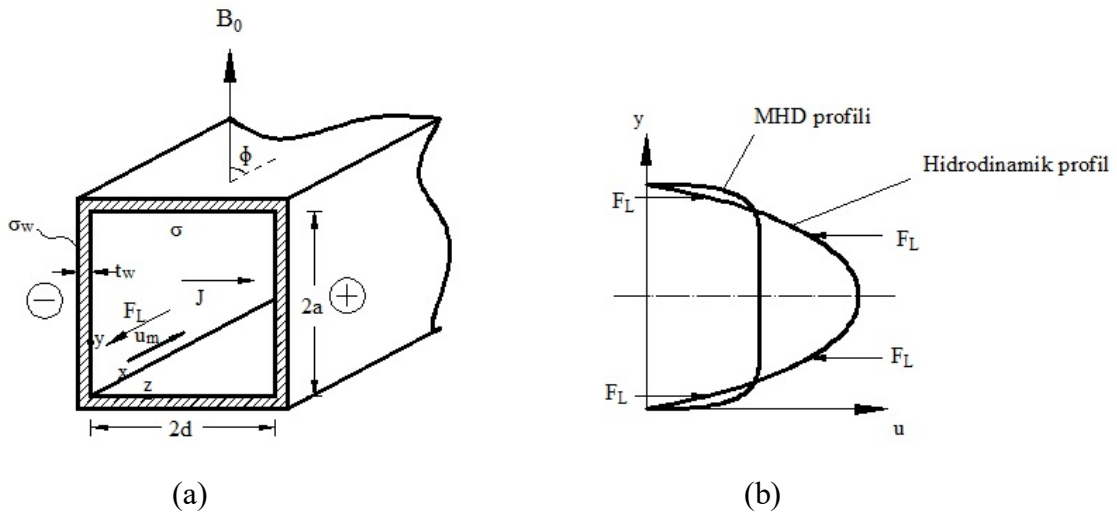 B₀
ϕ
σw
σ
tw
J
2a
−
+
FL
um
y
x
z
2d
(a)
y
MHD profili
Hidrodinamik profil
FL
FL
FL
FL
u
(b)